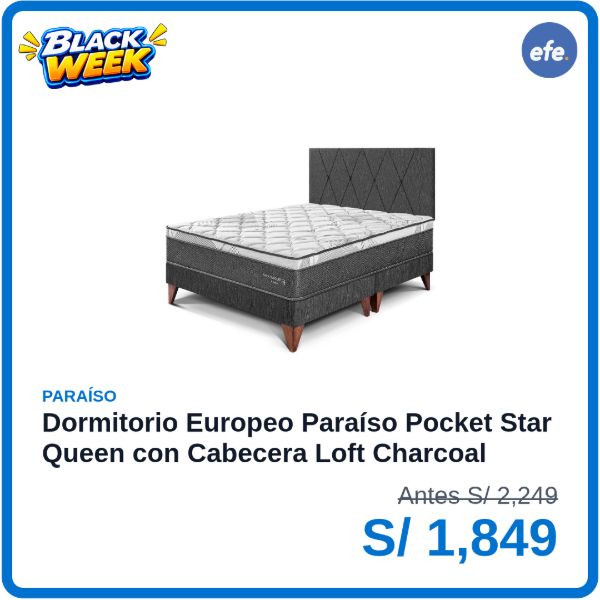 BLACK
WEEK
efe.
PARAÍSO
Dormitorio Europeo Paraíso Pocket Star
Queen con Cabecera Loft Charcoal
Antes S/ 2,249
S/ 1,849